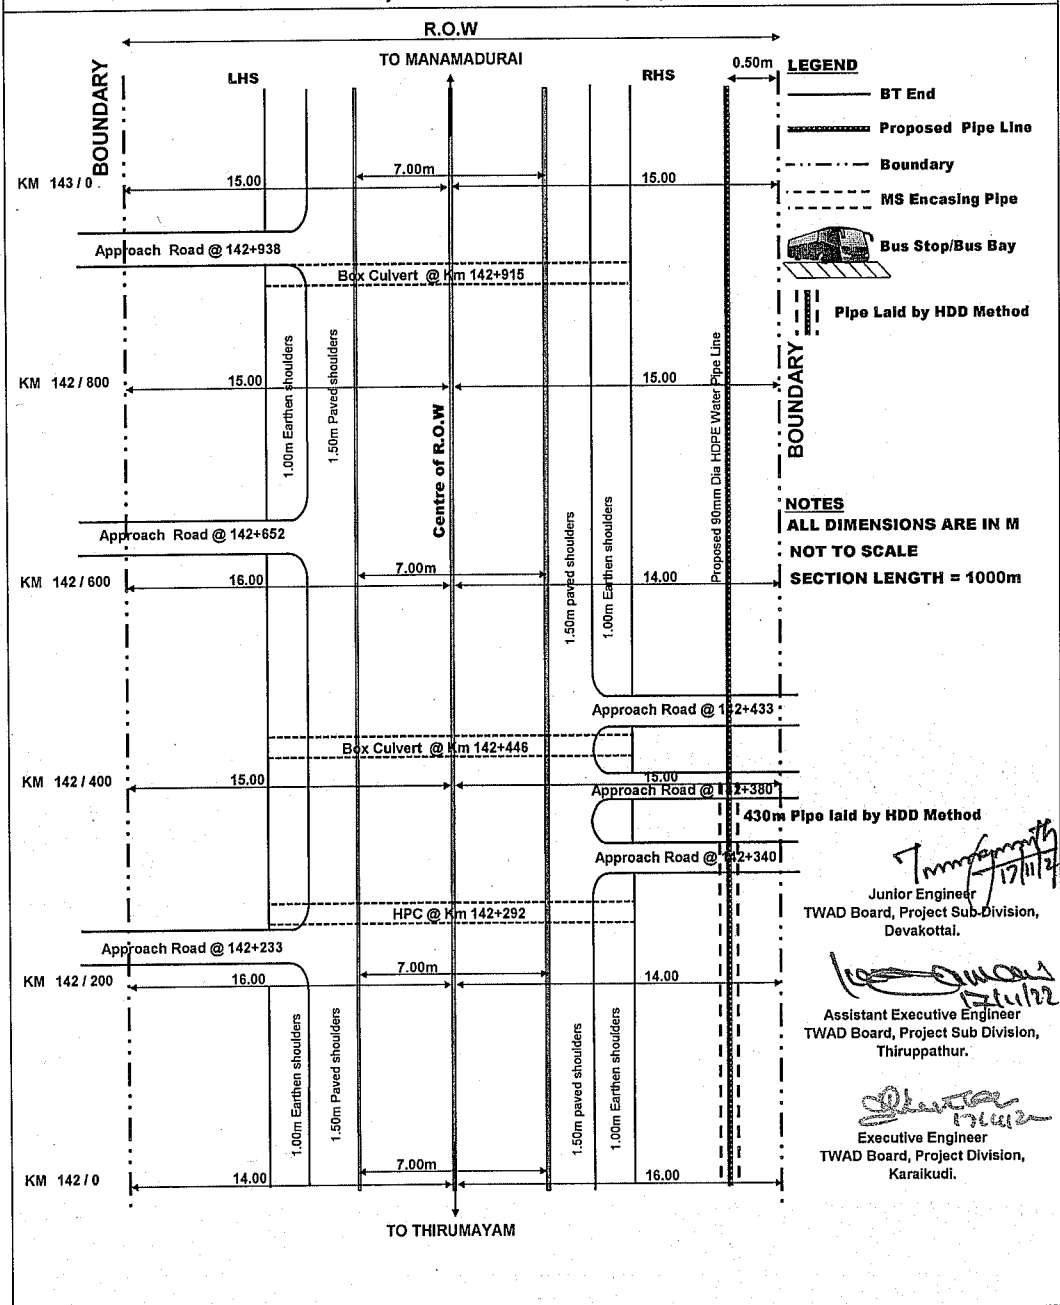 R.O.W
TO MANAMADURAI
0.50m
LEGEND
BOUNDARY
LHS
RHS
BT End
Proposed Pipe Line
Boundary
MS Encasing Pipe
Bus Stop/Bus Bay
Pipe Laid by HDD Method
KM 143 / 0
15.00
7.00m
15.00
Approach Road @ 142+938
Box Culvert @ Km 142+915
KM 142 / 800
15.00
15.00
1.00m Earthen shoulders
1.50m Paved shoulders
Centre of R.O.W
Proposed 90mm Dia HDPE Water Pipe Line
BOUNDARY
NOTES
ALL DIMENSIONS ARE IN M
NOT TO SCALE
SECTION LENGTH = 1000m
Approach Road @ 142+652
KM 142 / 600
16.00
7.00m
14.00
1.50m paved shoulders
1.00m Earthen shoulders
Approach Road @ 142+433
Box Culvert @ Km 142+446
KM 142 / 400
15.00
15.00
Approach Road @ 142+380
430m Pipe laid by HDD Method
Approach Road @ 142+340
HPC @ Km 142+292
Junior Engineer
TWAD Board, Project Sub-Division,
Devakottai.
Approach Road @ 142+233
KM 142 / 200
16.00
7.00m
14.00
17/11/22
Assistant Executive Engineer
TWAD Board, Project Sub Division,
Thiruppathur.
1.00m Earthen shoulders
1.50m Paved shoulders
1.50m paved shoulders
1.00m Earthen shoulders
Executive Engineer
TWAD Board, Project Division,
Karaikudi.
KM 142 / 0
14.00
7.00m
16.00
TO THIRUMAYAM